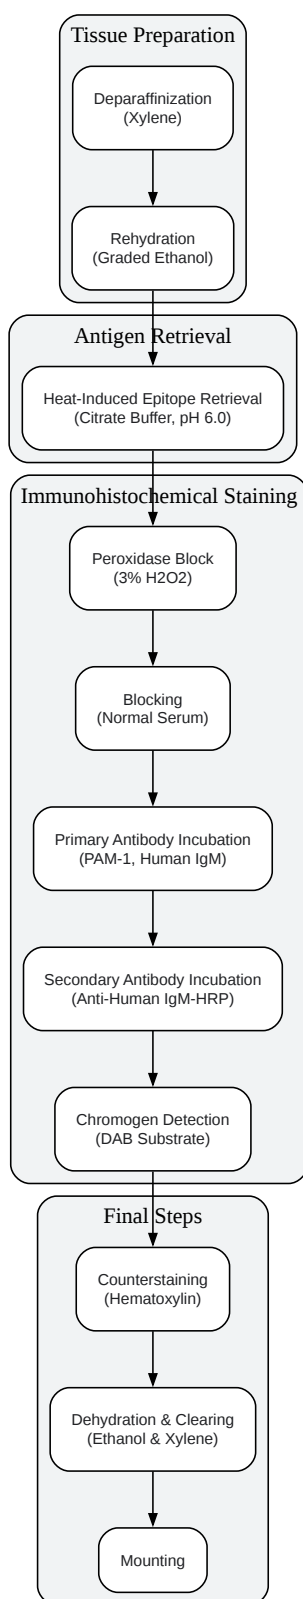 Tissue Preparation
Deparaffinization
(Xylene)
Rehydration
(Graded Ethanol)
Antigen Retrieval
Heat-Induced Epitope Retrieval
(Citrate Buffer, pH 6.0)
Immunohistochemical Staining
Peroxidase Block
(3% H2O2)
Blocking
(Normal Serum)
Primary Antibody Incubation
(PAM-1, Human IgM)
Secondary Antibody Incubation
(Anti-Human IgM-HRP)
Chromogen Detection
(DAB Substrate)
Final Steps
Counterstaining
(Hematoxylin)
Dehydration & Clearing
(Ethanol & Xylene)
Mounting